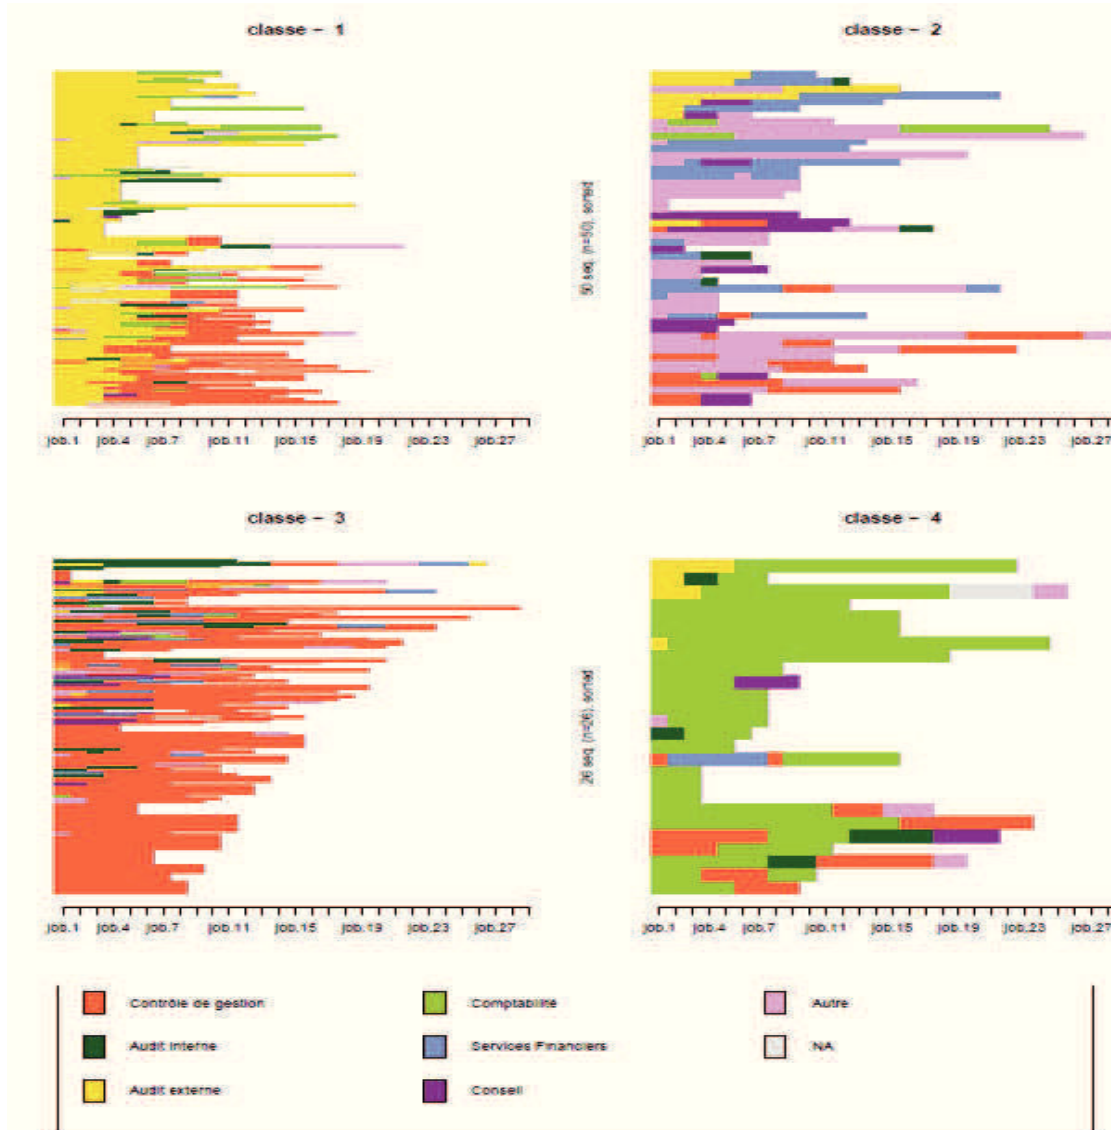 classe - 1
classe - 2
50 seq. (n=50), sorted
job.1 job.4 job.7 job.11 job.15 job.19 job.23 job.27
job.1 job.4 job.7 job.11 job.15 job.19 job.23 job.27
classe - 3
classe - 4
26 seq. (n=26), sorted
job.1 job.4 job.7 job.11 job.15 job.19 job.23 job.27
job.1 job.4 job.7 job.11 job.15 job.19 job.23 job.27
Contrôle de gestion
Comptabilité
Autre
Audit interne
Services Financiers
NA
Audit externe
Conseil